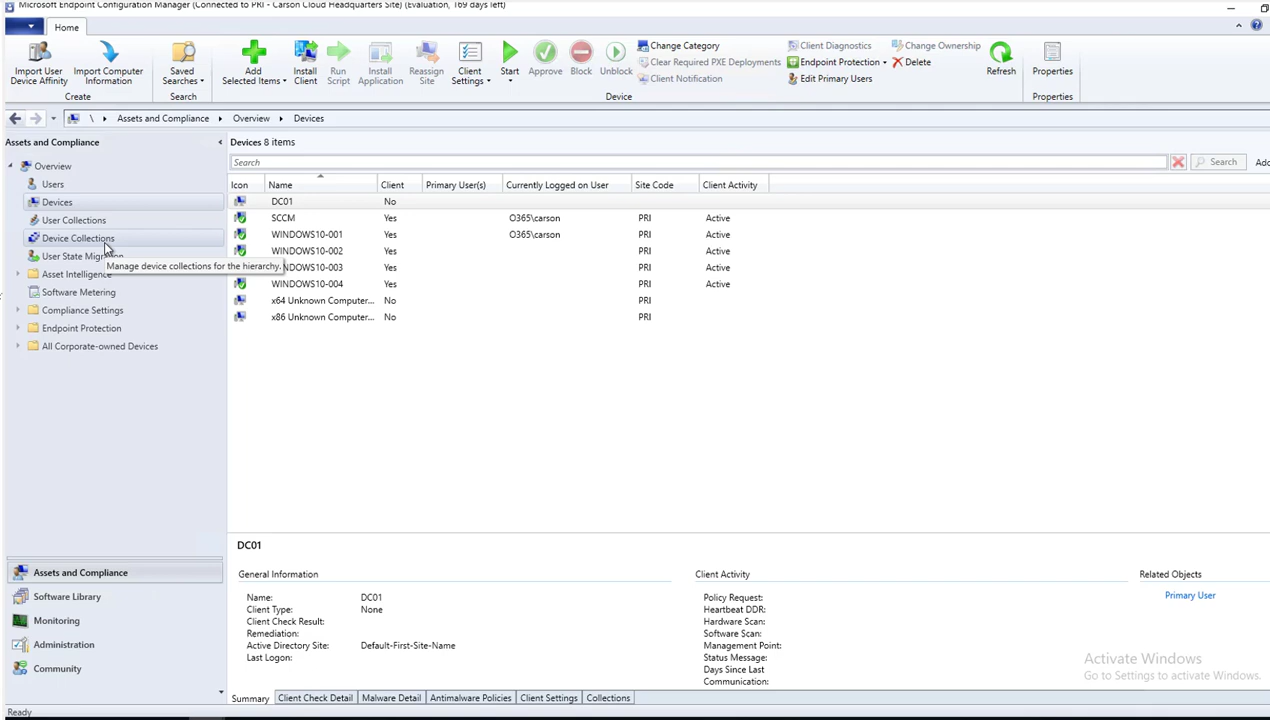 Microsoft Endpoint Configuration Manager (Connected to PRI - Carson Cloud Headquarters Site) (Evaluation, 169 days left)
Home
Import User Device Affinity
Import Computer Information
Create
Saved Searches
Search
Add Selected Items
Install Client
Run Script
Install Application
Reassign Site
Client Settings
Start
Approve
Block
Unblock
Change Category
Clear Required PXE Deployments
Client Notification
Client Diagnostics
Endpoint Protection
Edit Primary Users
Change Ownership
Delete
Device
Refresh
Properties
Properties
\ Assets and Compliance Overview Devices
Assets and Compliance
Overview
Users
Devices
User Collections
Device Collections
User State Migration
Manage device collections for the hierarchy.
Asset Intelligence
Software Metering
Compliance Settings
Endpoint Protection
All Corporate-owned Devices
Devices 8 items
Search
Search
Icon Name Client Primary User(s) Currently Logged on User Site Code Client Activity
DC01 No
SCCM Yes O365\carson PRI Active
WINDOWS10-001 Yes O365\carson PRI Active
WINDOWS10-002 Yes PRI Active
NDOWS10-003 Yes PRI Active
WINDOWS10-004 Yes PRI Active
x64 Unknown Computer... No PRI
x86 Unknown Computer... No PRI
DC01
General Information
Name: DC01
Client Type: None
Client Check Result:
Remediation:
Active Directory Site: Default-First-Site-Name
Last Logon:
Client Activity
Policy Request:
Heartbeat DDR:
Hardware Scan:
Software Scan:
Management Point:
Status Message:
Days Since Last
Communication:
Related Objects
Primary User
Assets and Compliance
Software Library
Monitoring
Administration
Community
Activate Windows
Go to Settings to activate Windows.
Summary Client Check Detail Malware Detail Antimalware Policies Client Settings Collections
Ready